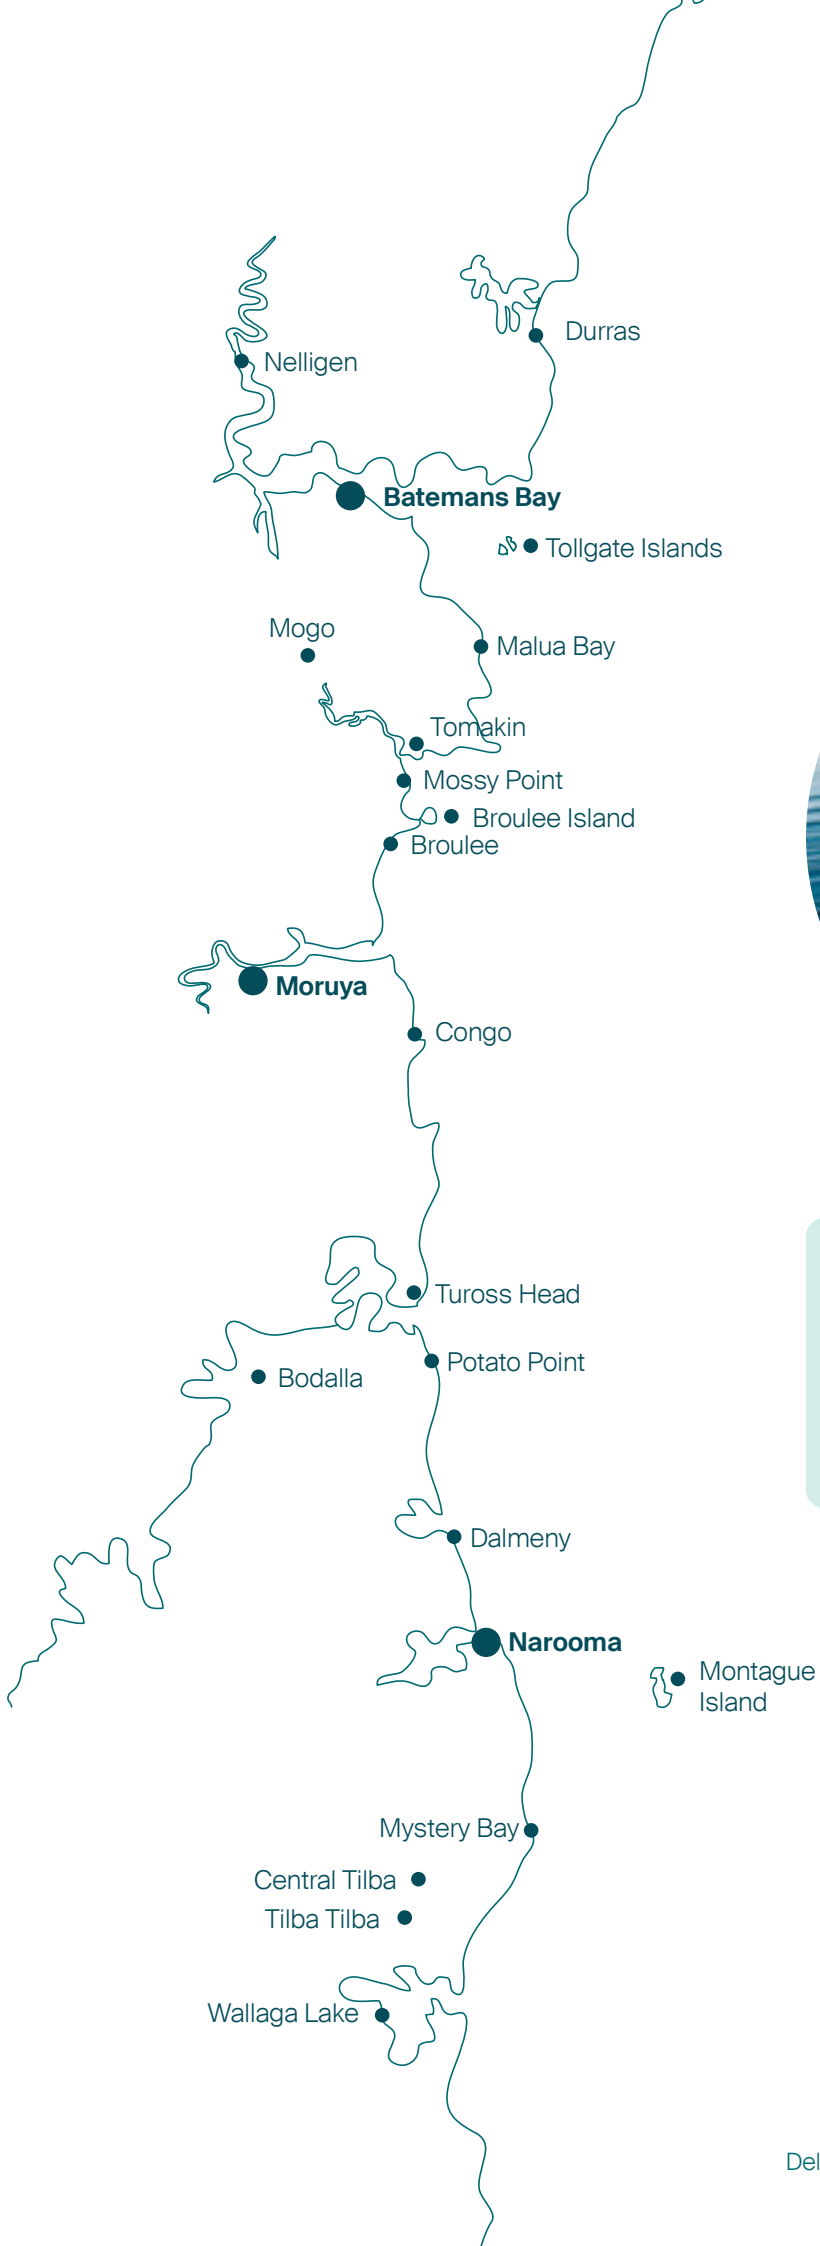 Durras
Nelligen
Batemans Bay
Tollgate Islands
Mogo
Malua Bay
Tomakin
Mossy Point
Broulee Island
Broulee
Moruya
Congo
Tuross Head
Potato Point
Bodalla
Dalmeny
Narooma
Montague
Island
Mystery Bay
Central Tilba
Tilba Tilba
Wallaga Lake
Del